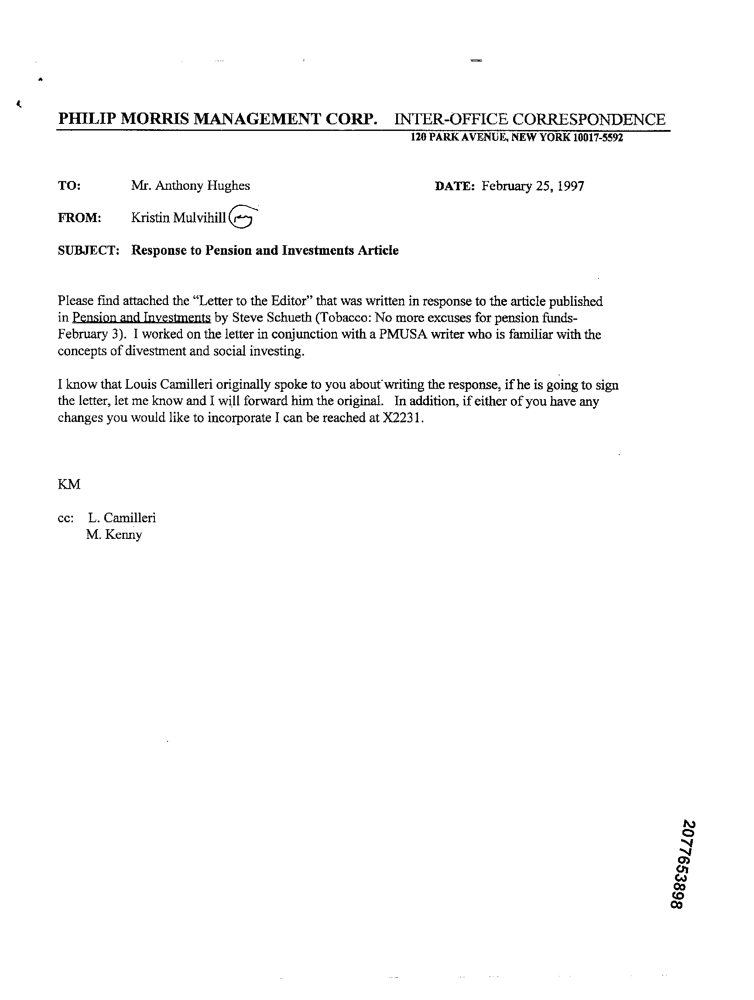 PHILIP MORRIS MANAGEMENT CORP. INTER-OFFICE CORRESPONDENCE
120 PARK AVENUE, NEW YORK 10017-5592
TO: Mr. Anthony Hughes DATE: February 25, 1997
FROM: Kristin Mulvihill
SUBJECT: Response to Pension and Investments Article
Please find attached the “Letter to the Editor” that was written in response to the article published
in Pension and Investments by Steve Schueth (Tobacco: No more excuses for pension funds-
February 3). I worked on the letter in conjunction with a PMUSA writer who is familiar with the
concepts of divestment and social investing.
I know that Louis Camilleri originally spoke to you about writing the response, if he is going to sign
the letter, let me know and I will forward him the original. In addition, if either of you have any
changes you would like to incorporate I can be reached at X2231.
KM
cc: L. Camilleri
M. Kenny
2077653898